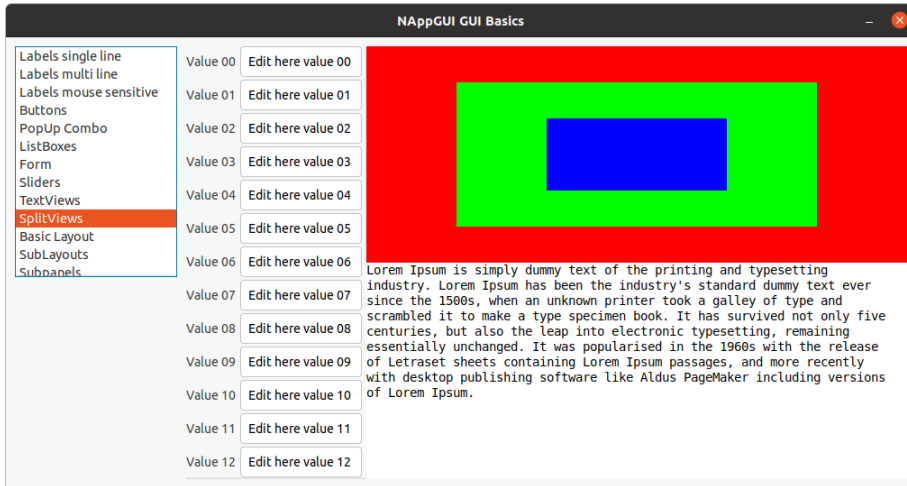 NAppGUI GUI Basics
Labels single line
Labels multi line
Labels mouse sensitive
Buttons
PopUp Combo
ListBoxes
Form
Sliders
TextViews
SplitViews
Basic Layout
SubLayouts
Subpanels
Value 00 Edit here value 00
Value 01 Edit here value 01
Value 02 Edit here value 02
Value 03 Edit here value 03
Value 04 Edit here value 04
Value 05 Edit here value 05
Value 06 Edit here value 06
Value 07 Edit here value 07
Value 08 Edit here value 08
Value 09 Edit here value 09
Value 10 Edit here value 10
Value 11 Edit here value 11
Value 12 Edit here value 12
Lorem Ipsum is simply dummy text of the printing and typesetting
industry. Lorem Ipsum has been the industry's standard dummy text ever
since the 1500s, when an unknown printer took a galley of type and
scrambled it to make a type specimen book. It has survived not only five
centuries, but also the leap into electronic typesetting, remaining
essentially unchanged. It was popularised in the 1960s with the release
of Letraset sheets containing Lorem Ipsum passages, and more recently
with desktop publishing software like Aldus PageMaker including versions
of Lorem Ipsum.